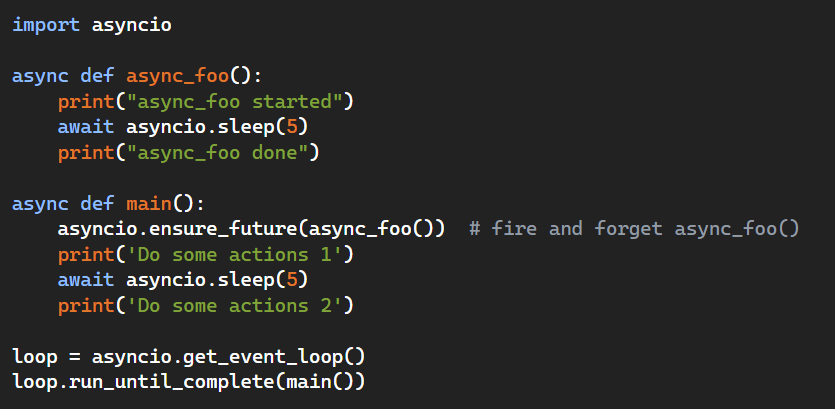 import asyncio

async def async_foo():
    print("async_foo started")
    await asyncio.sleep(5)
    print("async_foo done")

async def main():
    asyncio.ensure_future(async_foo())  # fire and forget async_foo()
    print('Do some actions 1')
    await asyncio.sleep(5)
    print('Do some actions 2')

loop = asyncio.get_event_loop()
loop.run_until_complete(main())